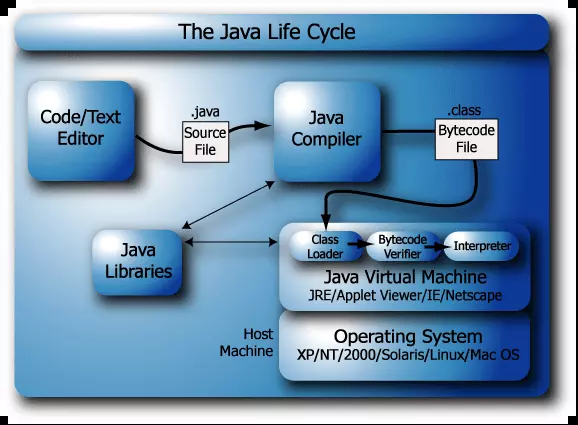 The Java Life Cycle
Code/Text
Editor
.java
Source
File
Java
Compiler
.class
Bytecode
File
Java
Libraries
Class
Loader
Bytecode
Verifier
Interpreter
Java Virtual Machine
JRE/Applet Viewer/IE/Netscape
Host
Machine
Operating System
XP/NT/2000/Solaris/Linux/Mac OS